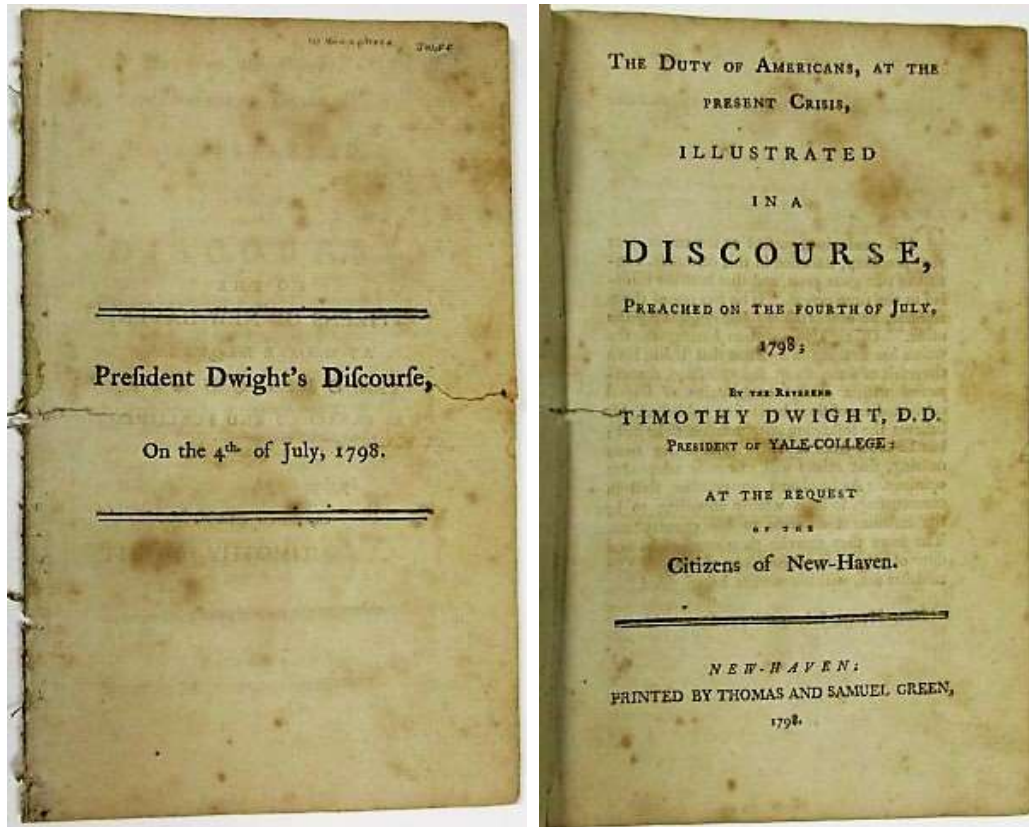 Preſident Dwight's Diſcourſe,
On the 4th. of July, 1798.
THE DUTY OF AMERICANS, AT THE
PRESENT CRISIS,
ILLUSTRATED
IN A
DISCOURSE,
PREACHED ON THE FOURTH OF JULY,
1798;
BY THE REVEREND
TIMOTHY DWIGHT, D.D.
PRESIDENT OF YALE-COLLEGE;
AT THE REQUEST
OF THE
Citizens of New-Haven.
NEW-HAVEN:
PRINTED BY THOMAS AND SAMUEL GREEN,
1798.